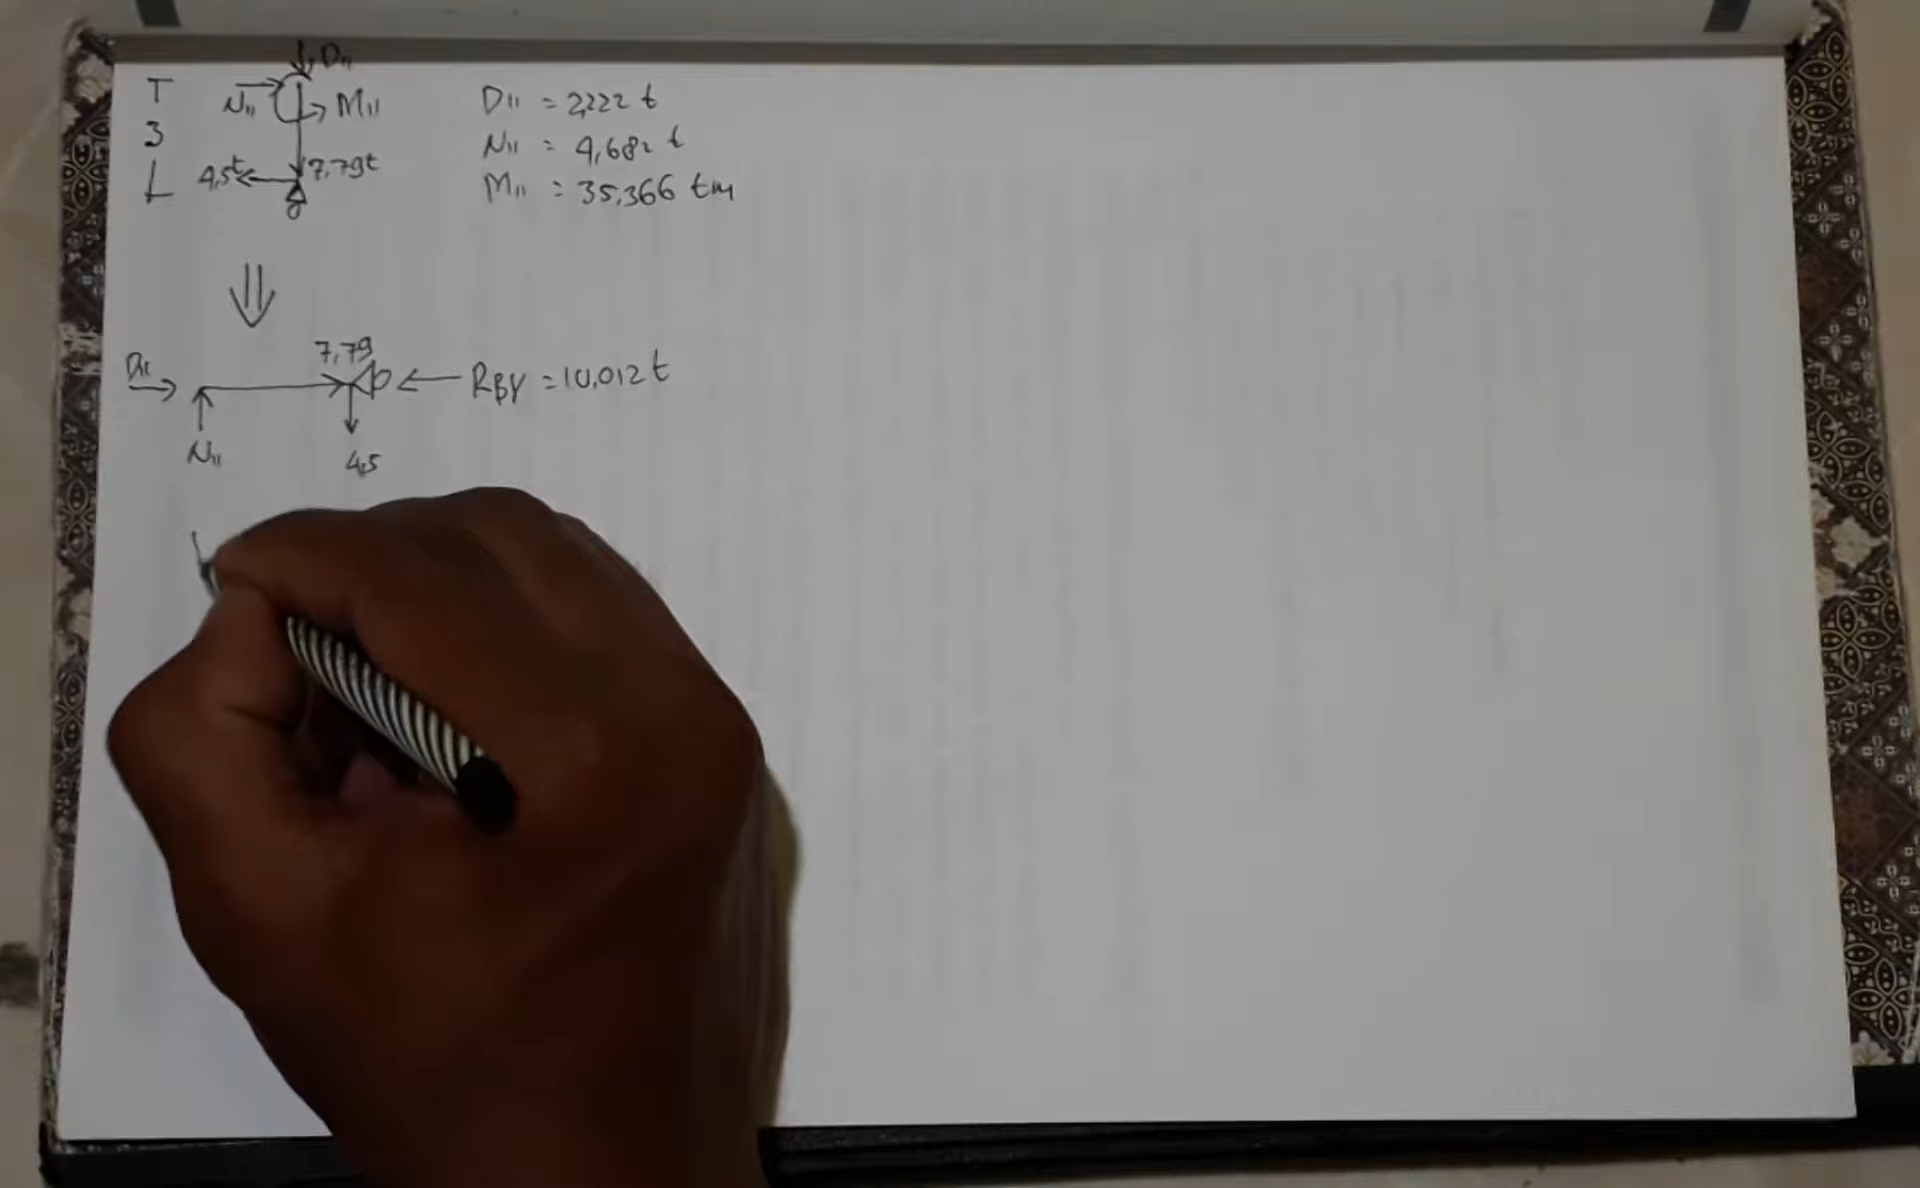 D11
T
N11 M11
3
4,5t 7,79t
L
D11 = 2,222 t
N11 = 4,682 t
M11 = 35,366 tm
7,79
D11
RBY = 10,012 t
N11
4,5